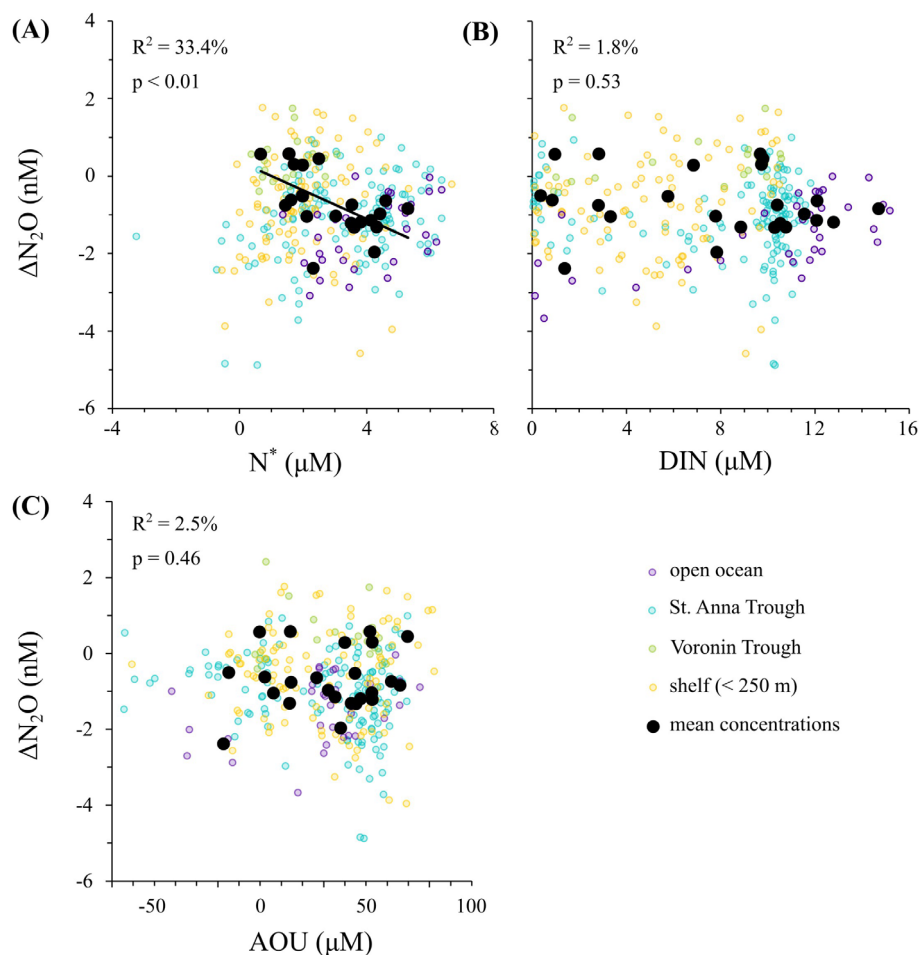 (A)
R² = 33.4%
p < 0.01
ΔN₂O (nM)
4
2
0
-2
-4
-6
-4
0
4
8
N* (μM)
(B)
R² = 1.8%
p = 0.53
0
4
8
12
16
DIN (μM)
(C)
R² = 2.5%
p = 0.46
ΔN₂O (nM)
4
2
0
-2
-4
-6
-50
0
50
100
AOU (μM)
open ocean
St. Anna Trough
Voronin Trough
shelf (< 250 m)
mean concentrations